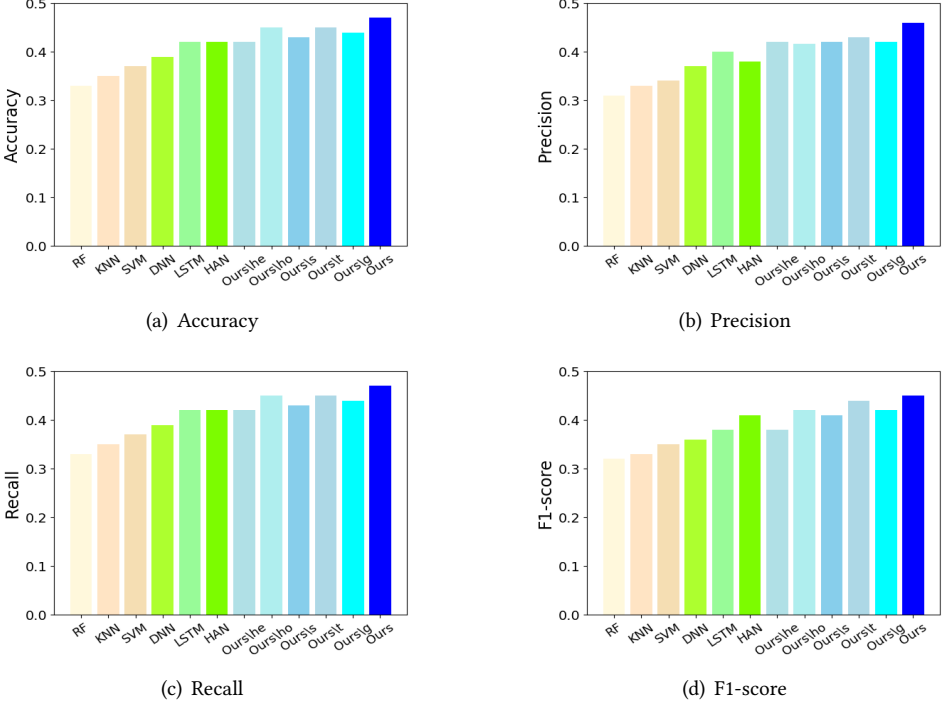 0.5
0.4
0.3
0.2
0.1
0.0
Accuracy
RF KNN SVM DNN LSTM HAN Ours\he Ours\ho Ours\s Ours\t Ours\g Ours
(a) Accuracy
0.5
0.4
0.3
0.2
0.1
0.0
Precision
RF KNN SVM DNN LSTM HAN Ours\he Ours\ho Ours\s Ours\t Ours\g Ours
(b) Precision
0.5
0.4
0.3
0.2
0.1
0.0
Recall
RF KNN SVM DNN LSTM HAN Ours\he Ours\ho Ours\s Ours\t Ours\g Ours
(c) Recall
0.5
0.4
0.3
0.2
0.1
0.0
F1-score
RF KNN SVM DNN LSTM HAN Ours\he Ours\ho Ours\s Ours\t Ours\g Ours
(d) F1-score